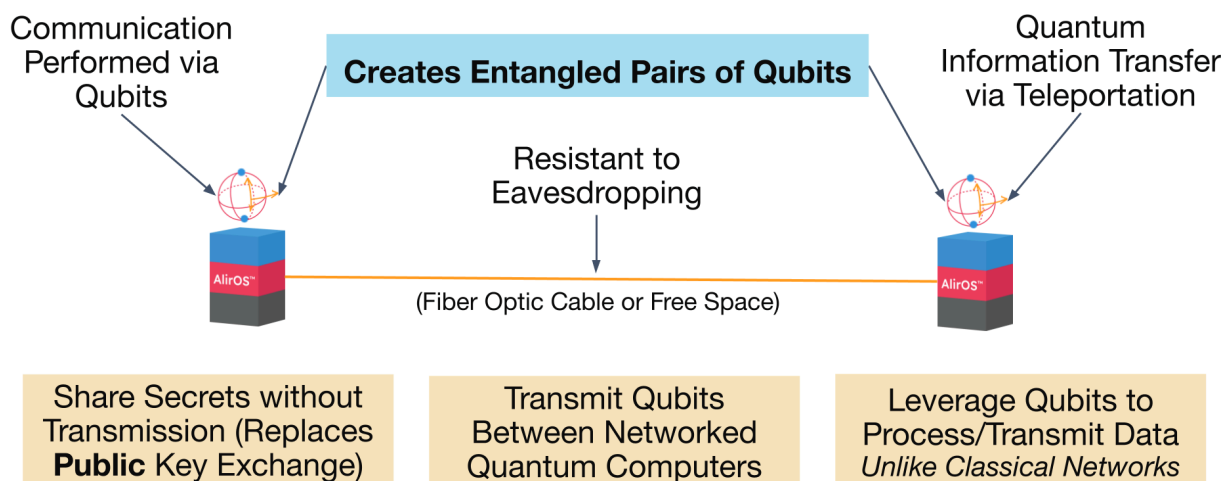 Communication
Performed via
Qubits
Creates Entangled Pairs of Qubits
Quantum
Information Transfer
via Teleportation
Resistant to
Eavesdropping
AlirOS™
AlirOS™
(Fiber Optic Cable or Free Space)
Share Secrets without
Transmission (Replaces
Public Key Exchange)
Transmit Qubits
Between Networked
Quantum Computers
Leverage Qubits to
Process/Transmit Data
Unlike Classical Networks